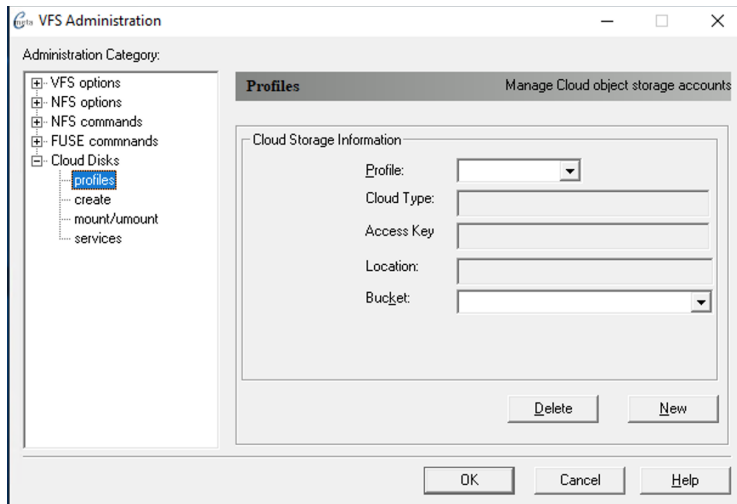 VFS Administration
Administration Category:
VFS options
NFS options
NFS commands
FUSE commnands
Cloud Disks
profiles
create
mount/umount
services
Profiles
Manage Cloud object storage accounts
Cloud Storage Information
Profile:
Cloud Type:
Access Key
Location:
Bucket:
Delete
New
OK
Cancel
Help